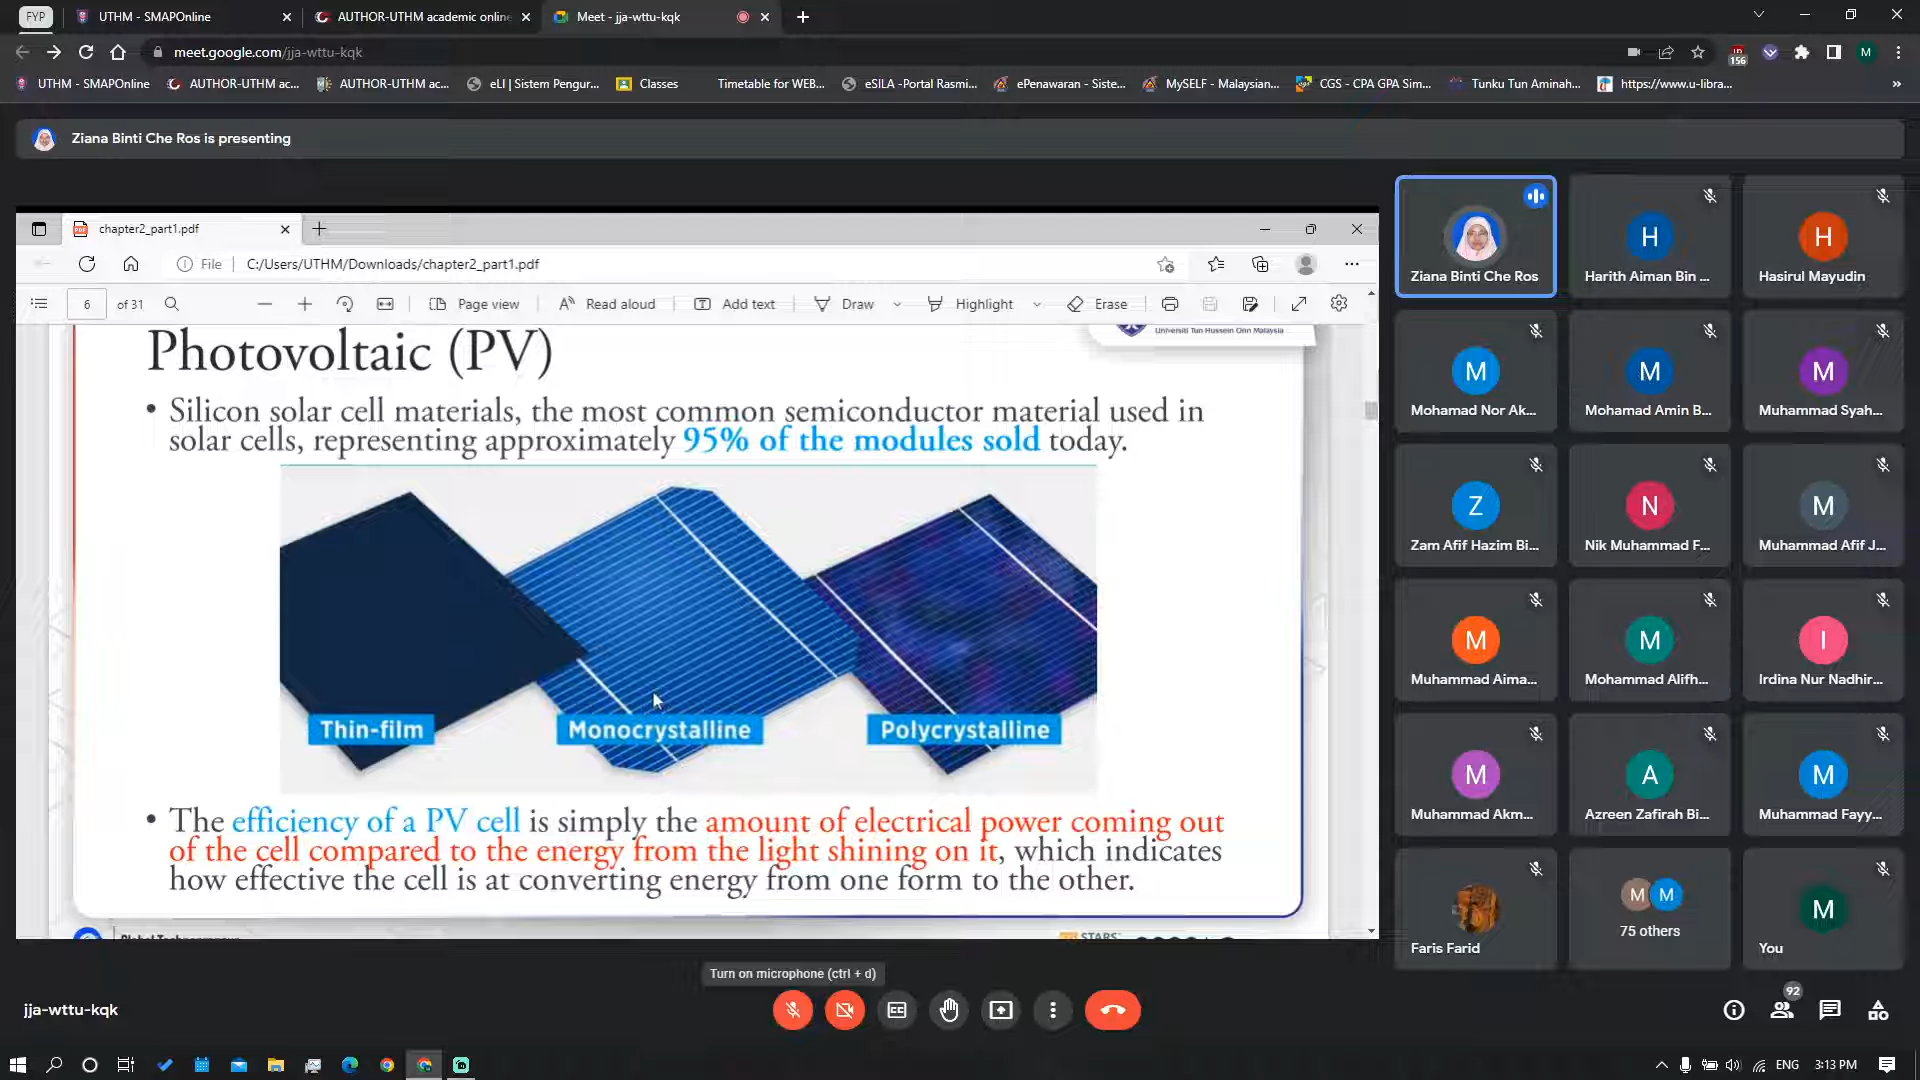 FYP
UTHM - SMAPOnline
AUTHOR-UTHM academic online
Meet - jja-wttu-kqk
meet.google.com/jja-wttu-kqk
156
M
UTHM - SMAPOnline
AUTHOR-UTHM ac...
AUTHOR-UTHM ac...
eLI | Sistem Pengur...
Classes
Timetable for WEB...
eSILA -Portal Rasmi...
ePenawaran - Siste...
MySELF - Malaysian...
CGS - CPA GPA Sim...
Tunku Tun Aminah...
https://www.u-libra...
Ziana Binti Che Ros is presenting
chapter2_part1.pdf
File
C:/Users/UTHM/Downloads/chapter2_part1.pdf
6 of 31
Page view
Read aloud
Add text
Draw
Highlight
Erase
Universiti Tun Hussein Onn Malaysia
Photovoltaic (PV)
• Silicon solar cell materials, the most common semiconductor material used in
solar cells, representing approximately 95% of the modules sold today.
Thin-film
Monocrystalline
Polycrystalline
• The efficiency of a PV cell is simply the amount of electrical power coming out
of the cell compared to the energy from the light shining on it, which indicates
how effective the cell is at converting energy from one form to the other.
STARS
Ziana Binti Che Ros
H
Harith Aiman Bin ...
H
Hasirul Mayudin
M
Mohamad Nor Ak...
M
Mohamad Amin B...
M
Muhammad Syah...
Z
Zam Afif Hazim Bi...
N
Nik Muhammad F...
M
Muhammad Afif J...
M
Muhammad Aima...
M
Mohammad Alifh...
I
Irdina Nur Nadhir...
M
Muhammad Akm...
A
Azreen Zafirah Bi...
M
Muhammad Fayy...
Faris Farid
M M
75 others
M
You
Turn on microphone (ctrl + d)
jja-wttu-kqk
92
ENG
3:13 PM